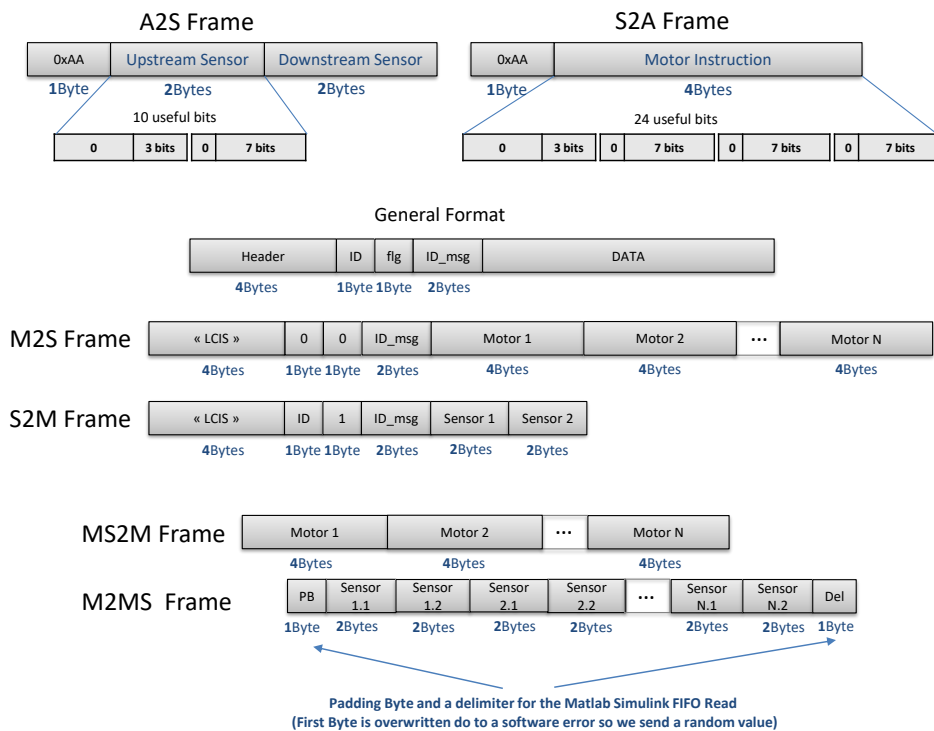 A2S Frame
S2A Frame
0xAA
Upstream Sensor
Downstream Sensor
1Byte
2Bytes
2Bytes
0xAA
Motor Instruction
1Byte
4Bytes
10 useful bits
0
3 bits
0
7 bits
24 useful bits
0
3 bits
0
7 bits
0
7 bits
0
7 bits
General Format
Header
ID
flg
ID_msg
DATA
4Bytes
1Byte
1Byte
2Bytes
M2S Frame
« LCIS »
0
0
ID_msg
Motor 1
Motor 2
...
Motor N
4Bytes
1Byte
1Byte
2Bytes
4Bytes
4Bytes
4Bytes
S2M Frame
« LCIS »
ID
1
ID_msg
Sensor 1
Sensor 2
4Bytes
1Byte
1Byte
2Bytes
2Bytes
2Bytes
MS2M Frame
Motor 1
Motor 2
...
Motor N
4Bytes
4Bytes
4Bytes
M2MS Frame
PB
Sensor
1.1
Sensor
1.2
Sensor
2.1
Sensor
2.2
...
Sensor
N.1
Sensor
N.2
Del
1Byte
2Bytes
2Bytes
2Bytes
2Bytes
2Bytes
2Bytes
1Byte
Padding Byte and a delimiter for the Matlab Simulink FIFO Read
(First Byte is overwritten do to a software error so we send a random value)